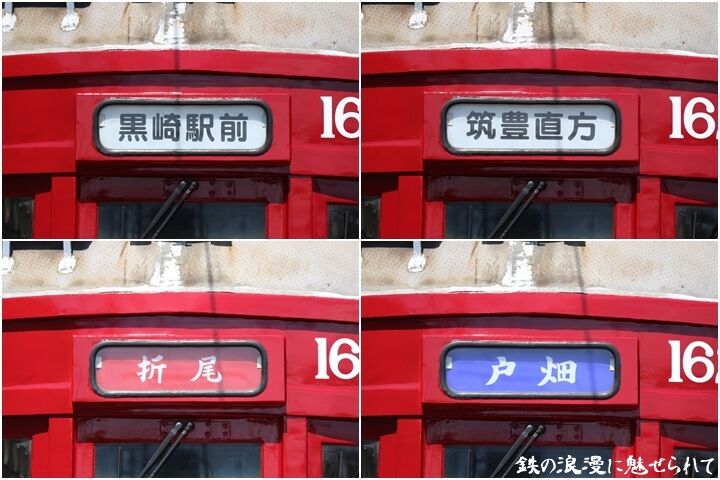 黒崎駅前
16
筑豊直方
16
折尾
16
戸畑
16
鉄の浪漫に魅せられて